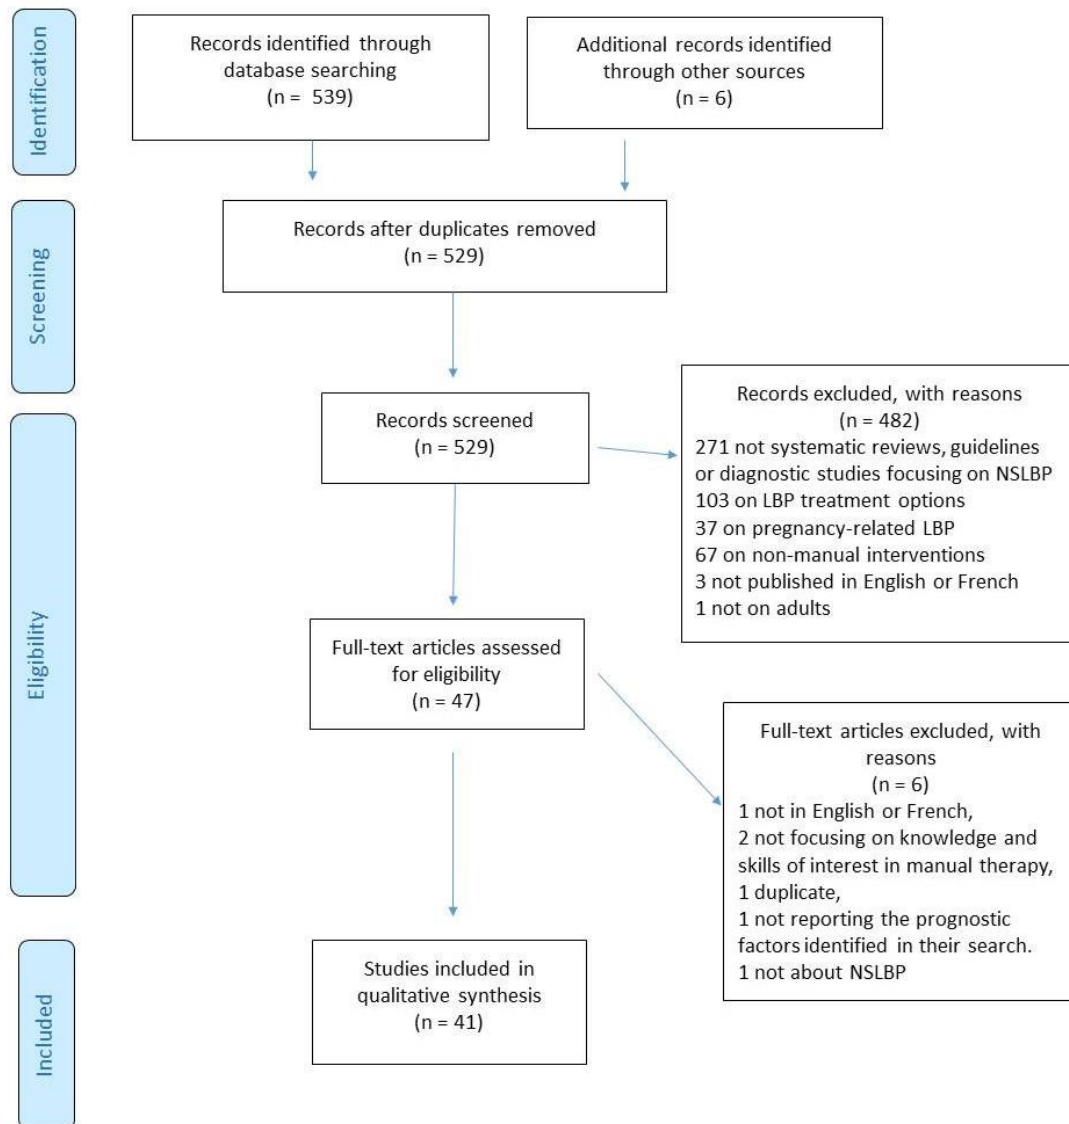 Identification
Records identified through
database searching
(n = 539)
Additional records identified
through other sources
(n = 6)
Screening
Records after duplicates removed
(n = 529)
Records screened
(n = 529)
Records excluded, with reasons
(n = 482)
271 not systematic reviews, guidelines
or diagnostic studies focusing on NSLBP
103 on LBP treatment options
37 on pregnancy-related LBP
67 on non-manual interventions
3 not published in English or French
1 not on adults
Eligibility
Full-text articles assessed
for eligibility
(n = 47)
Full-text articles excluded, with
reasons
(n = 6)
1 not in English or French,
2 not focusing on knowledge and
skills of interest in manual therapy,
1 duplicate,
1 not reporting the prognostic
factors identified in their search.
1 not about NSLBP
Included
Studies included in
qualitative synthesis
(n = 41)